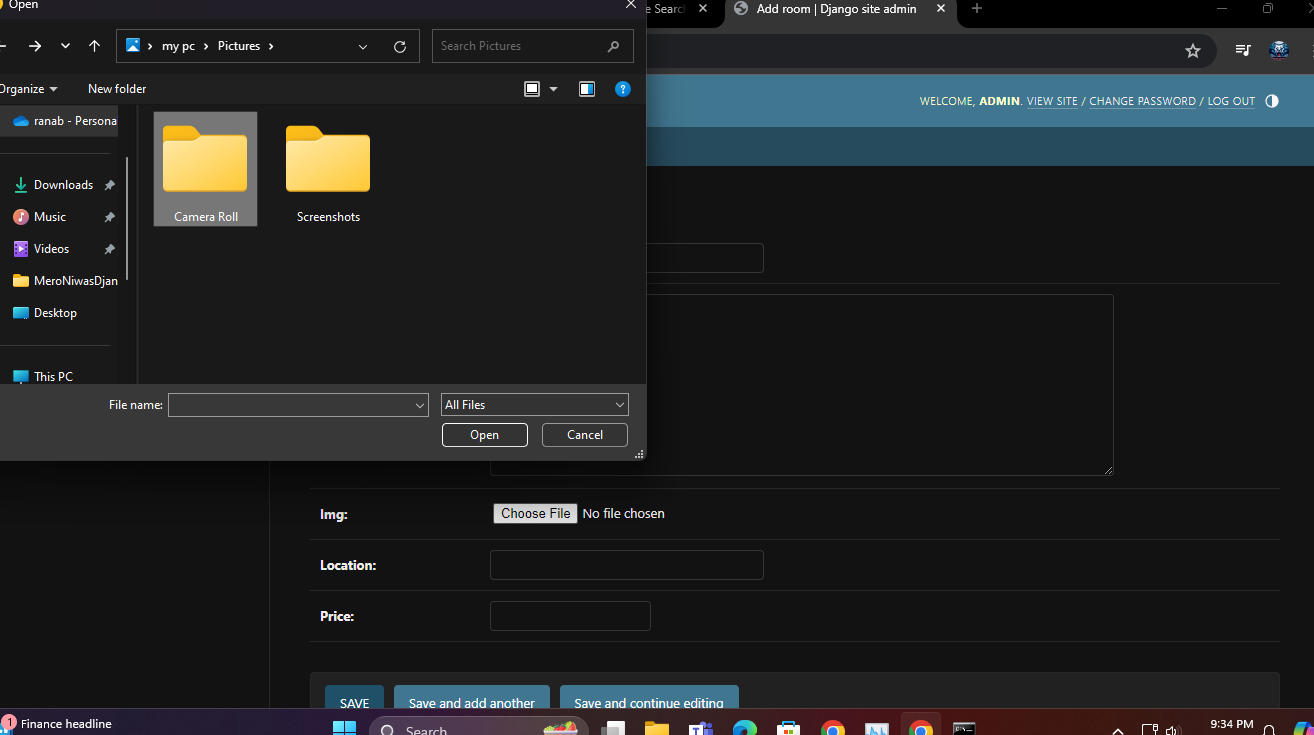 Open
e Search
Add room | Django site admin
my pc
Pictures
Search Pictures
Organize
New folder
WELCOME, ADMIN. VIEW SITE / CHANGE PASSWORD / LOG OUT
ranab - Persona
Downloads
Music
Videos
MeroNiwasDjan
Desktop
This PC
Camera Roll
Screenshots
File name:
All Files
Open
Cancel
Img:
Choose File No file chosen
Location:
Price:
SAVE
Save and add another
Save and continue editing
1
Finance headline
Search
9:34 PM